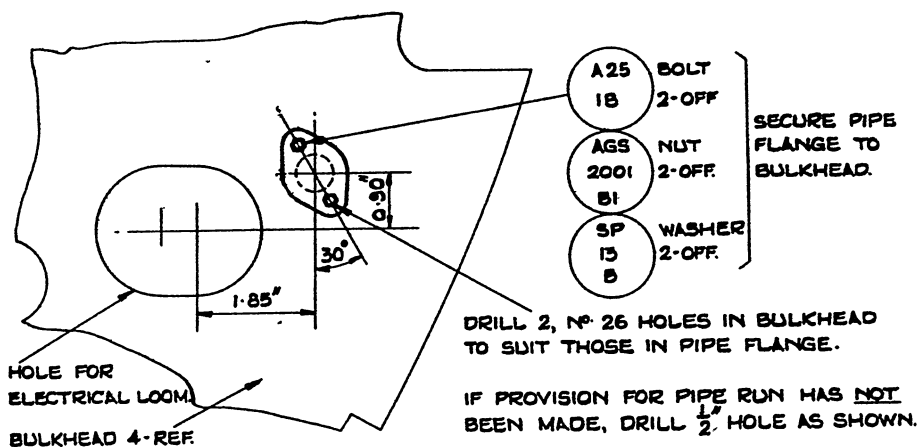 A25
1B
BOLT
2-OFF
AGS
2001
B1
NUT
2-OFF.
SP
13
B
WASHER
2-OFF.
SECURE PIPE
FLANGE TO
BULKHEAD.
0·90"
30°
1·85"
DRILL 2, No. 26 HOLES IN BULKHEAD
TO SUIT THOSE IN PIPE FLANGE.
HOLE FOR
ELECTRICAL LOOM.
IF PROVISION FOR PIPE RUN HAS NOT
BEEN MADE, DRILL 1/2" HOLE AS SHOWN.
BULKHEAD 4-REF.